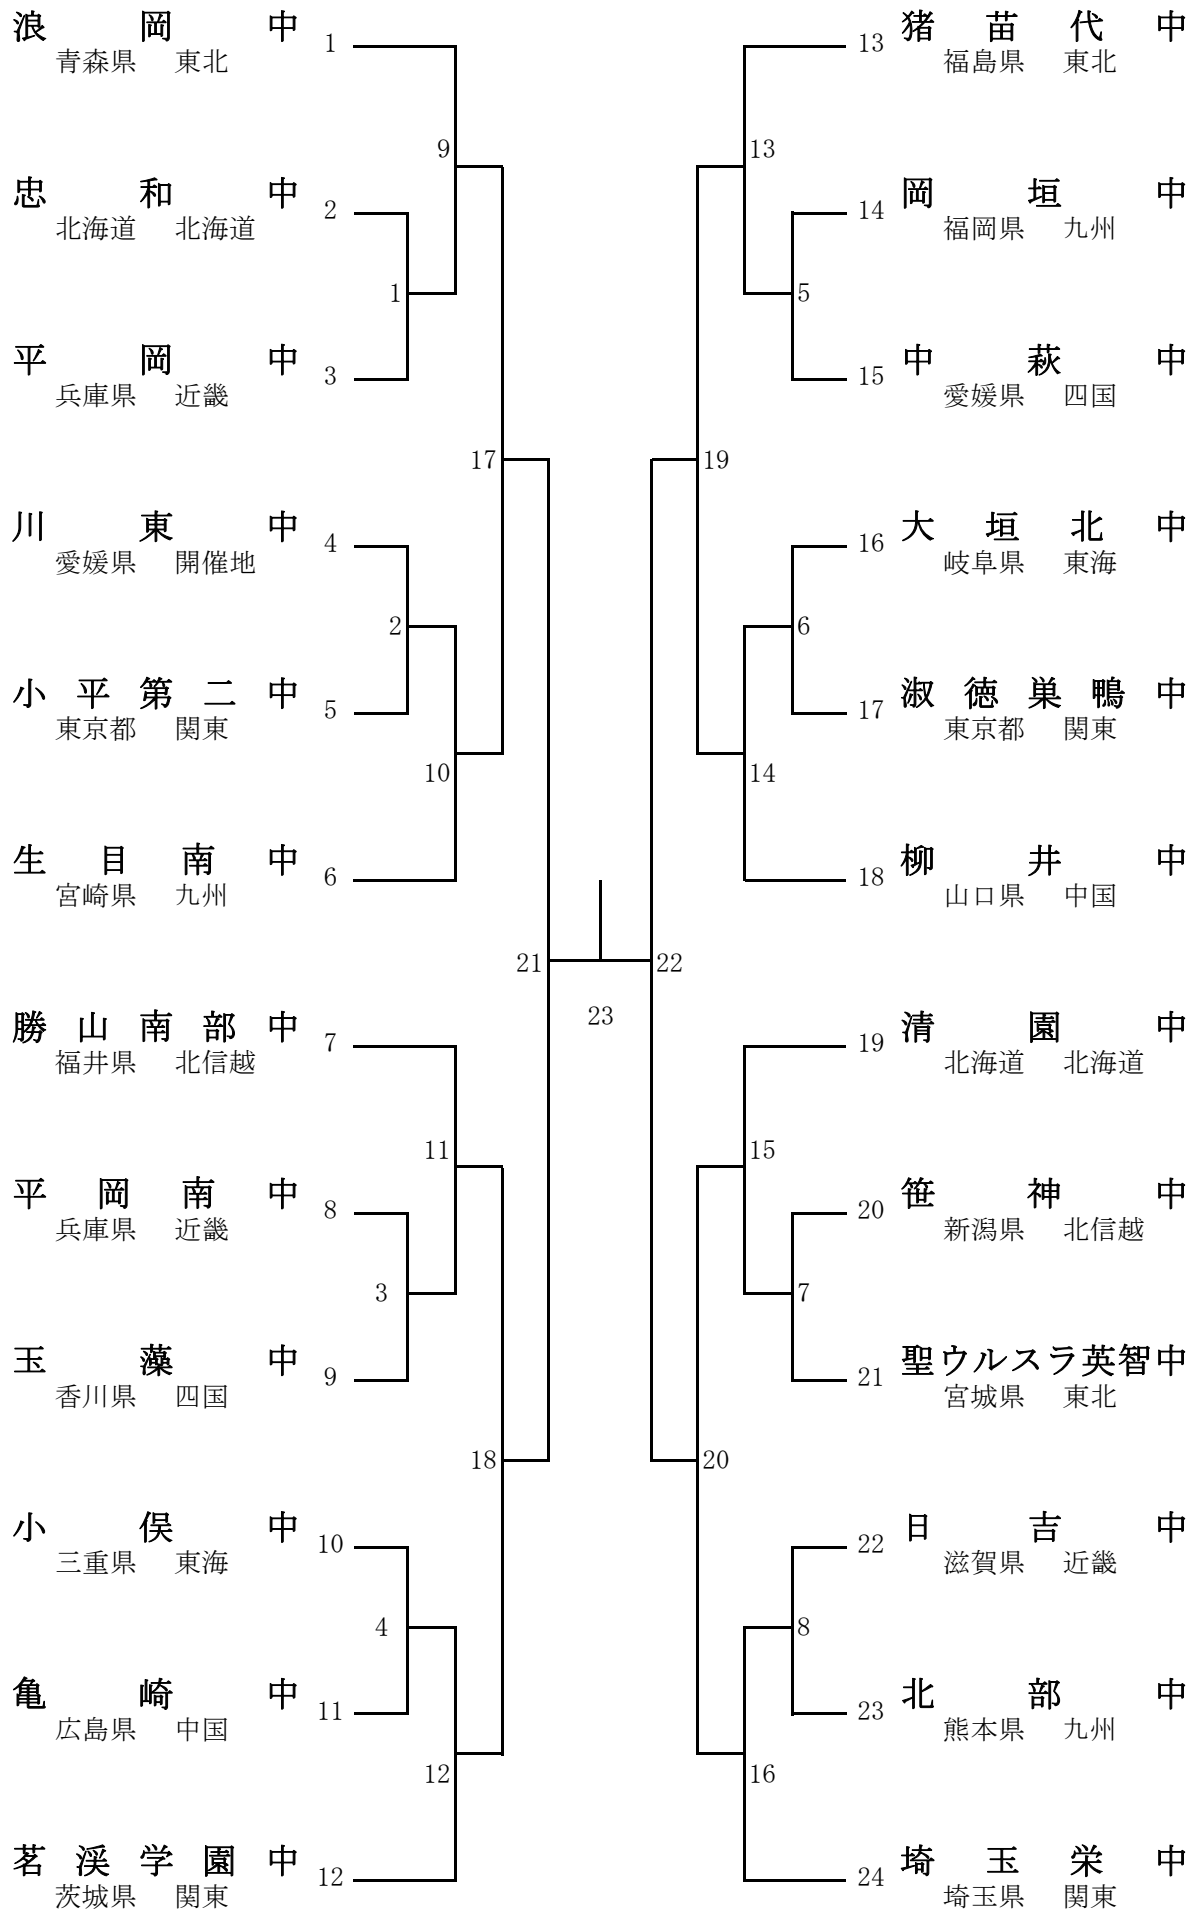 浪岡中 1
青森県 東北
9
忠和中 2
北海道 北海道
1
平岡中 3
兵庫県 近畿
17
川東中 4
愛媛県 開催地
2
小平第二中 5
東京都 関東
10
生目南中 6
宮崎県 九州
21
勝山南部中 7
福井県 北信越
11
平岡南中 8
兵庫県 近畿
3
玉藻中 9
香川県 四国
18
小俣中 10
三重県 東海
4
亀崎中 11
広島県 中国
12
茗渓学園中 12
茨城県 関東
23
13 猪苗代中
福島県 東北
13
14 岡垣中
福岡県 九州
5
15 中萩中
愛媛県 四国
19
16 大垣北中
岐阜県 東海
6
17 淑徳巣鴨中
東京都 関東
14
18 柳井中
山口県 中国
22
19 清園中
北海道 北海道
15
20 笹神中
新潟県 北信越
7
21 聖ウルスラ英智中
宮城県 東北
20
22 日吉中
滋賀県 近畿
8
23 北部中
熊本県 九州
16
24 埼玉栄中
埼玉県 関東